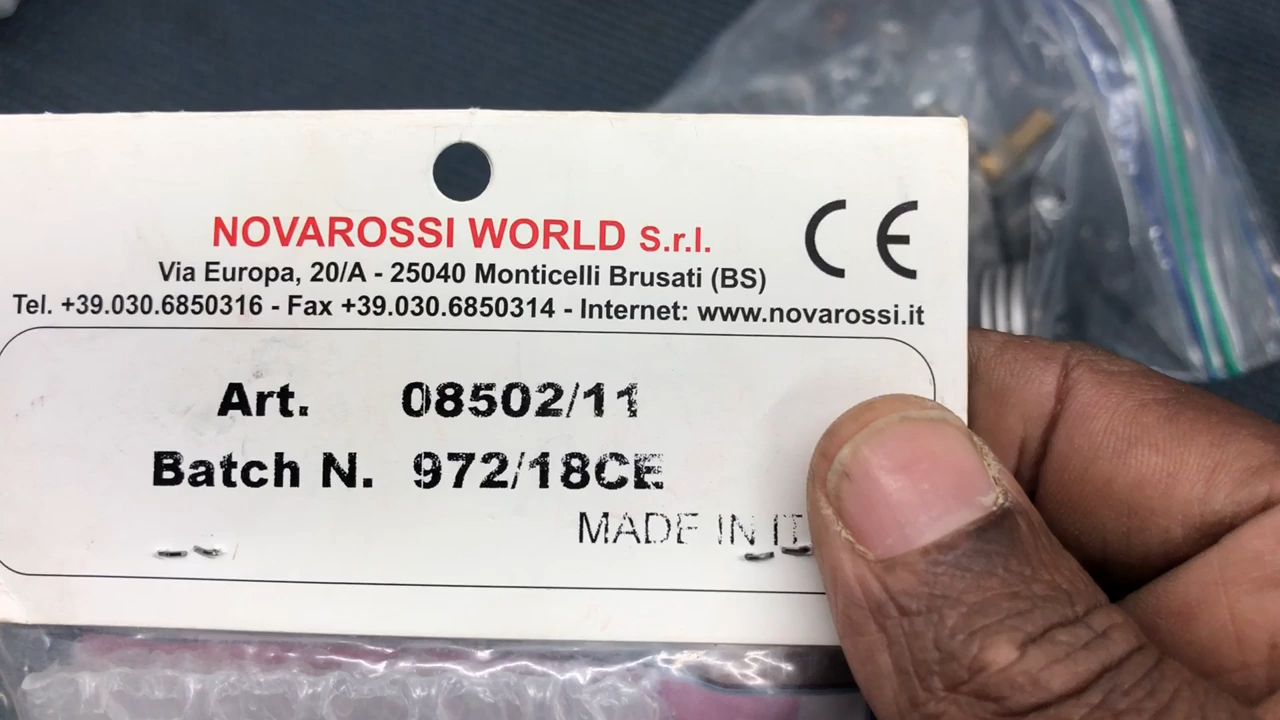 NOVAROSSI WORLD S.r.l.
CE
Via Europa, 20/A - 25040 Monticelli Brusati (BS)
Tel. +39.030.6850316 - Fax +39.030.6850314 - Internet: www.novarossi.it
Art. 08502/11
Batch N. 972/18CE
MADE IN IT